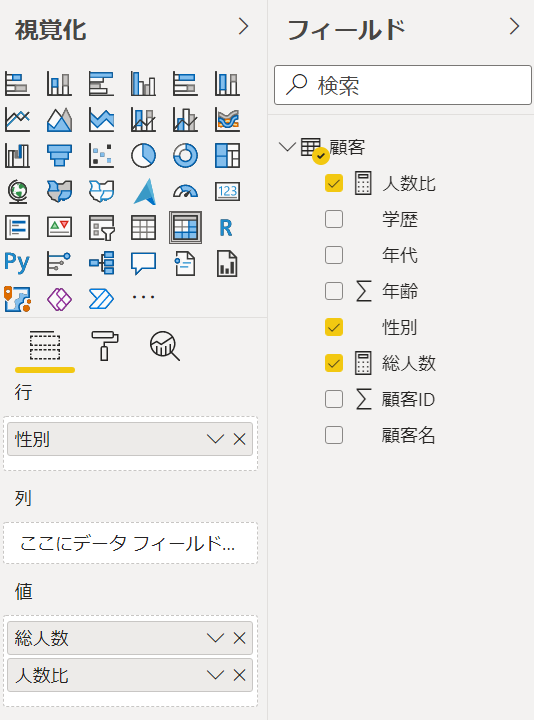 視覚化
フィールド
検索
顧客
人数比
学歴
年代
年齢
性別
総人数
顧客ID
顧客名
123
R
Py
行
性別
列
ここにデータ フィールド...
値
総人数
人数比